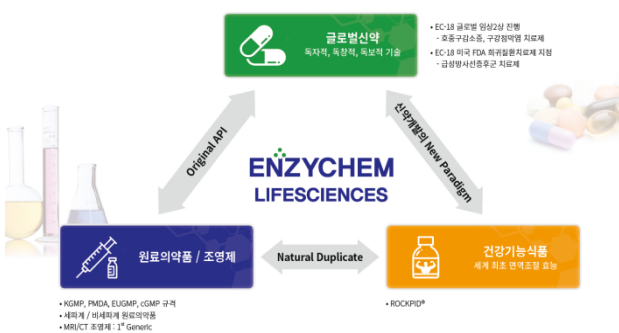 글로벌신약
독자적, 독창적, 독보적 기술
• EC-18 글로벌 임상2상 진행
- 호중구감소증, 구강점막염 치료제
• EC-18 미국 FDA 희귀질환치료제 지정
- 급성방사선증후군 치료제
Original API
신약개발의 New Paradigm
ENZYCHEM
LIFESCIENCES
원료의약품 / 조영제
Natural Duplicate
건강기능식품
세계 최초 면역조절 효능
• KGMP, PMDA, EUGMP, cGMP 규격
• 세파계 / 비세파계 원료의약품
• MRI/CT 조영제 : 1st Generic
• ROCKPID®